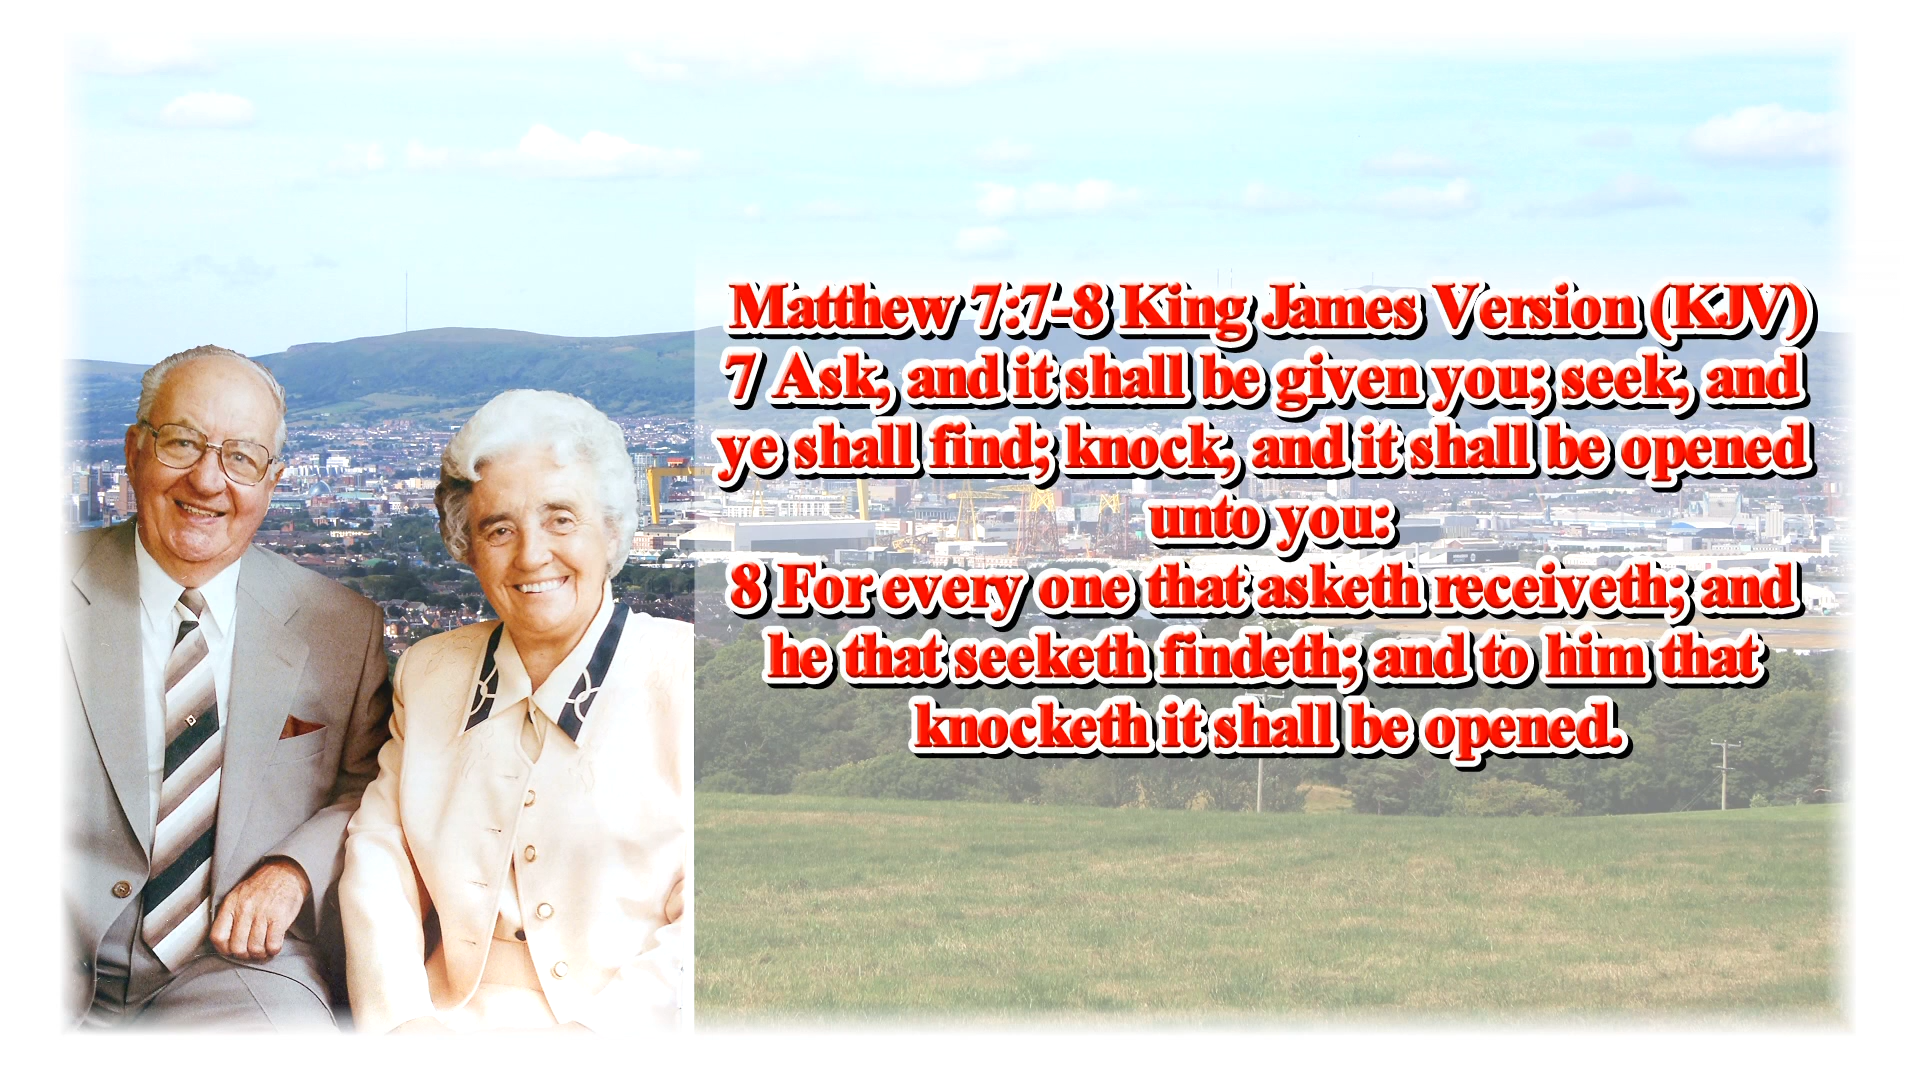 Matthew 7:7-8 King James Version (KJV)
7 Ask, and it shall be given you; seek, and
ye shall find; knock, and it shall be opened
unto you:
8 For every one that asketh receiveth; and
he that seeketh findeth; and to him that
knocketh it shall be opened.